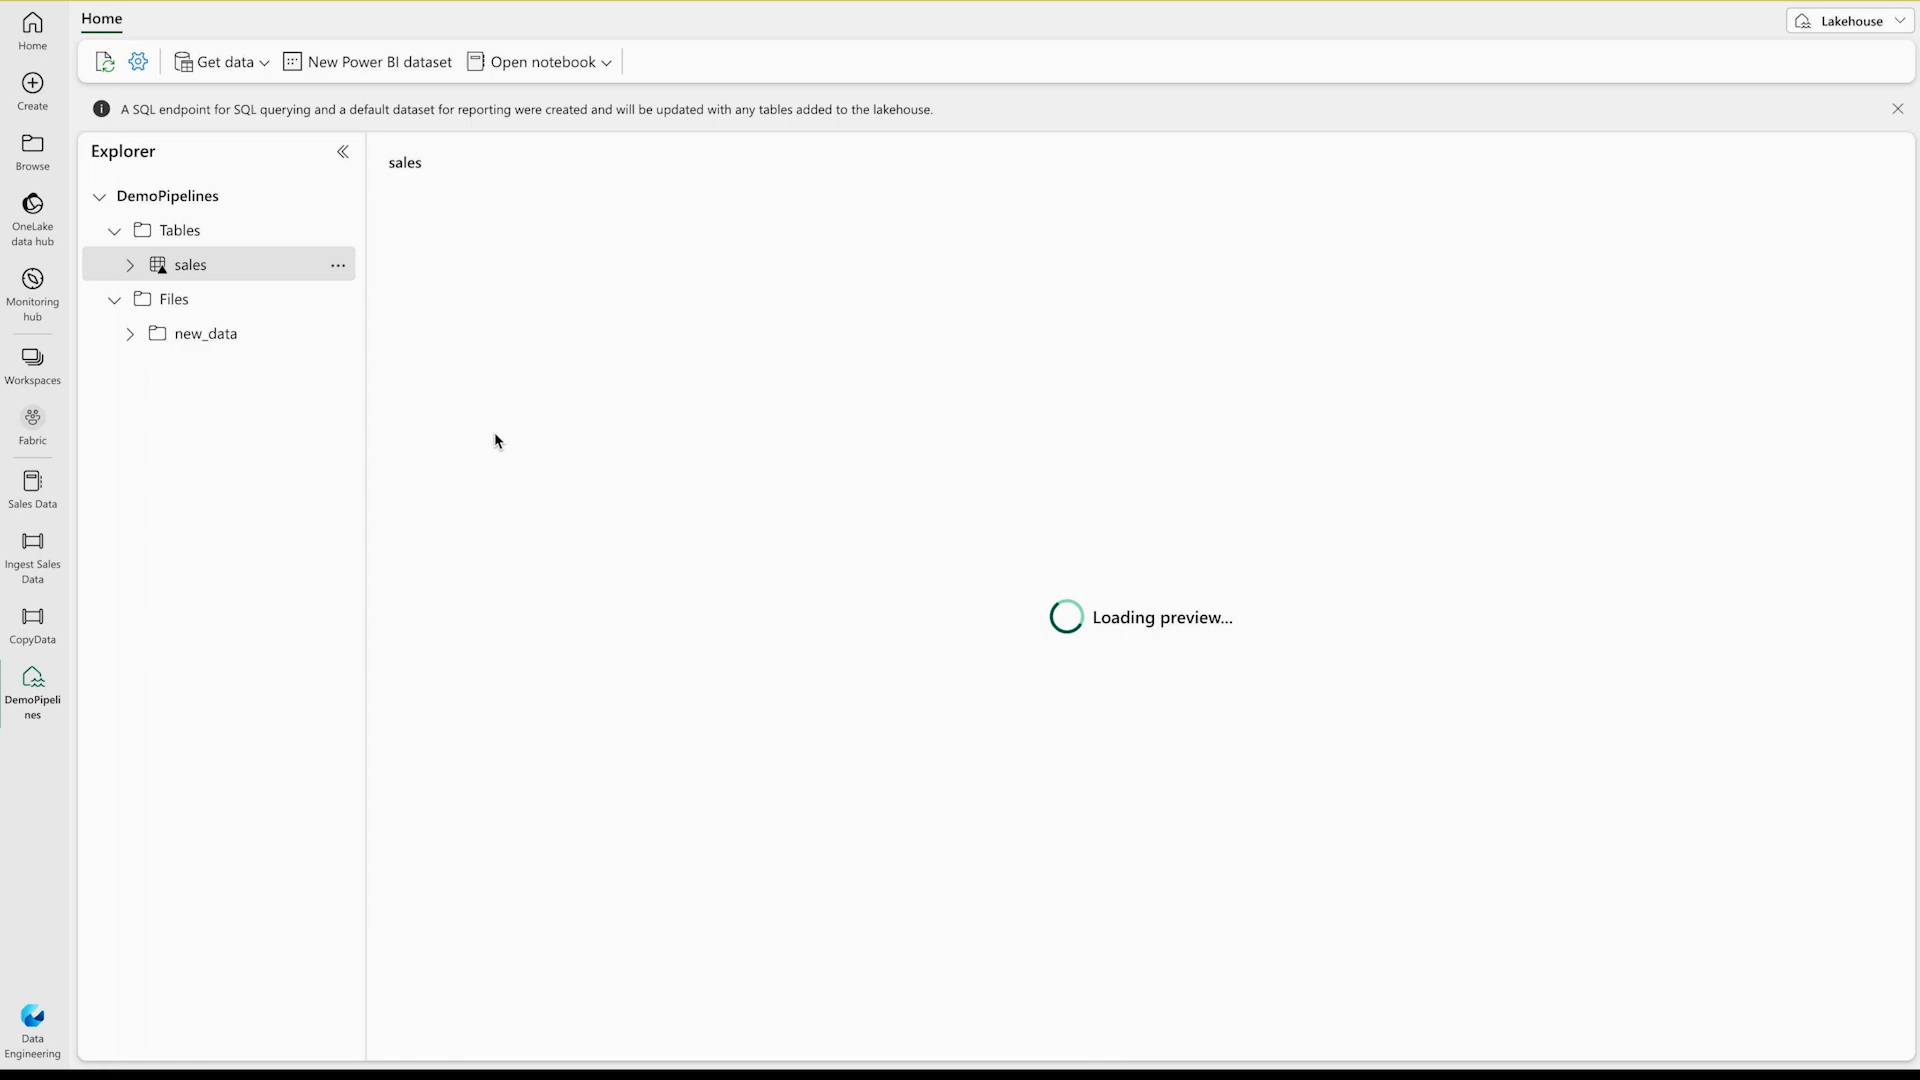 Home
Home
Create
Browse
OneLake
data hub
Monitoring
hub
Workspaces
Fabric
Sales Data
Ingest Sales
Data
CopyData
DemoPipeli
nes
Data
Engineering
Lakehouse
Get data
New Power BI dataset
Open notebook
A SQL endpoint for SQL querying and a default dataset for reporting were created and will be updated with any tables added to the lakehouse.
Explorer
DemoPipelines
Tables
sales
Files
new_data
sales
Loading preview...